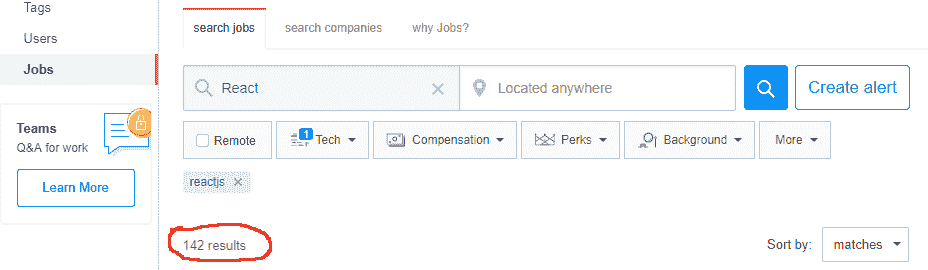 Tags
Users
Jobs
Teams
Q&A for work
Learn More
search jobs search companies why Jobs?
React Located anywhere Create alert
Remote 1 Tech Compensation Perks Background More
reactjs
142 results Sort by: matches